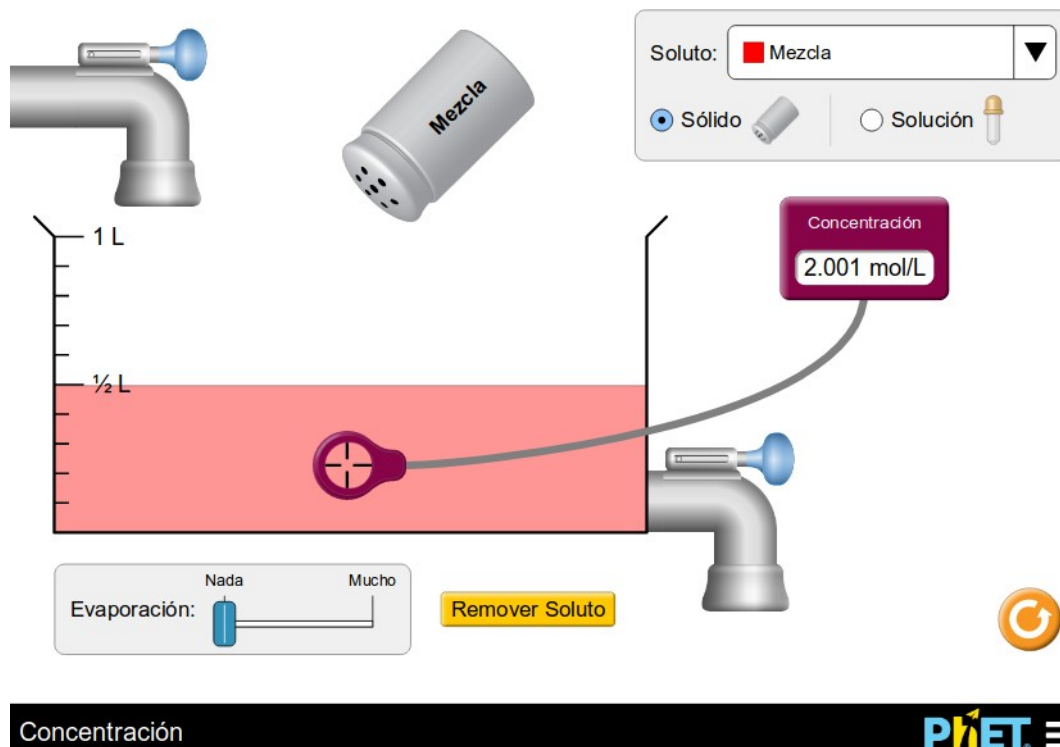 Soluto: Mezcla
Mezcla
Sólido
Solución
Concentración
2.001 mol/L
1 L
½ L
Nada
Mucho
Evaporación:
Remover Soluto
Concentración
PhET